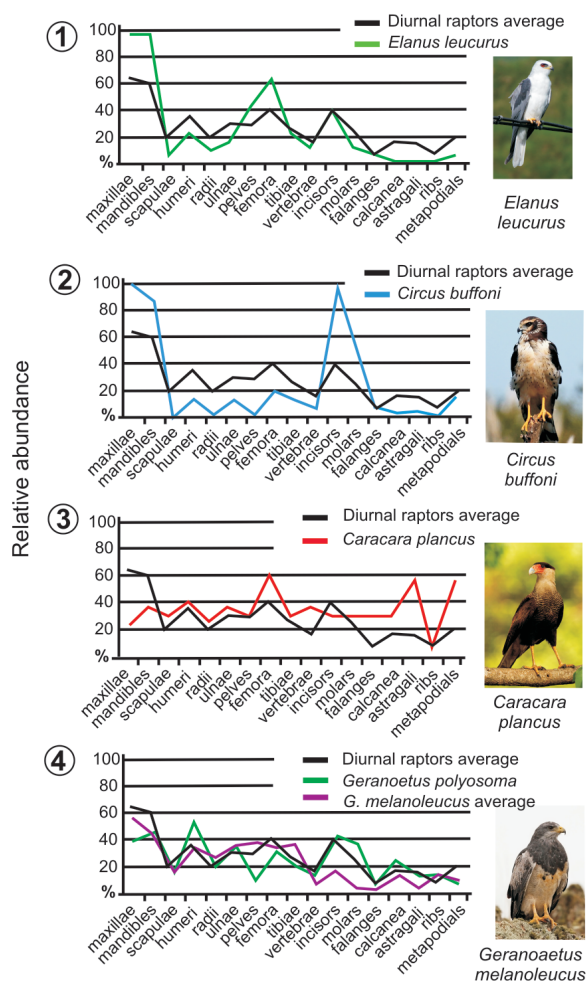 Relative abundance
1
Diurnal raptors average
Elanus leucurus
100
80
60
40
20
%
maxillae
mandibles
scapulae
humeri
radii
ulnae
pelves
femora
tibiae
vertebrae
incisors
molars
falanges
calcanea
astragali
ribs
metapodials
Elanus
leucurus
2
Diurnal raptors average
Circus buffoni
100
80
60
40
20
%
maxillae
mandibles
scapulae
humeri
radii
ulnae
pelves
femora
tibiae
vertebrae
incisors
molars
falanges
calcanea
astragali
ribs
metapodials
Circus
buffoni
3
Diurnal raptors average
Caracara plancus
100
80
60
40
20
%
maxillae
mandibles
scapulae
humeri
radii
ulnae
pelves
femora
tibiae
vertebrae
incisors
molars
falanges
calcanea
astragali
ribs
metapodials
Caracara
plancus
4
Diurnal raptors average
Geranoetus polyosoma
G. melanoleucus average
100
80
60
40
20
%
maxillae
mandibles
scapulae
humeri
radii
ulnae
pelves
femora
tibiae
vertebrae
incisors
molars
falanges
calcanea
astragali
ribs
metapodials
Geranoaetus
melanoleucus